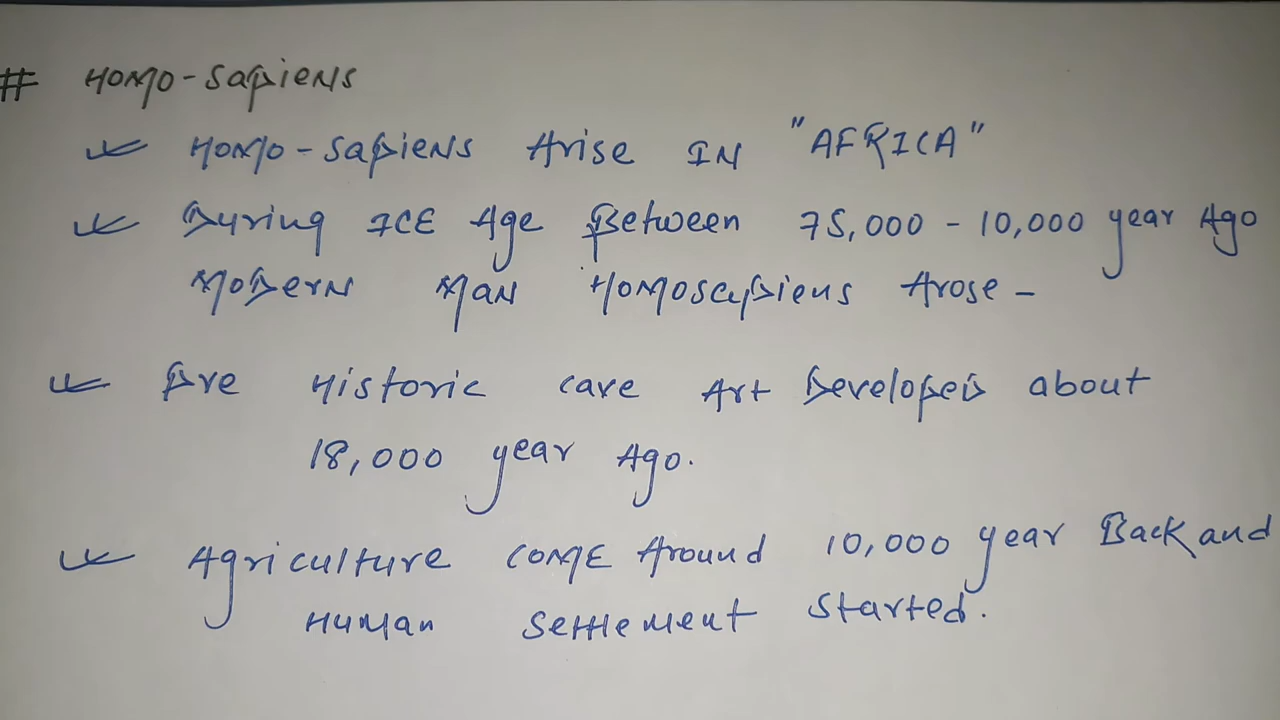 # Homo-Sapiens
Homo-Sapiens Arise IN "AFRICA"
During ICE Age Between 75,000 - 10,000 year Ago
Modern Man Homosapiens Arose -
Pre Historic cave Art Developed about
18,000 year Ago.
Agriculture COME Around 10,000 year Back and
Human Settlement Started.